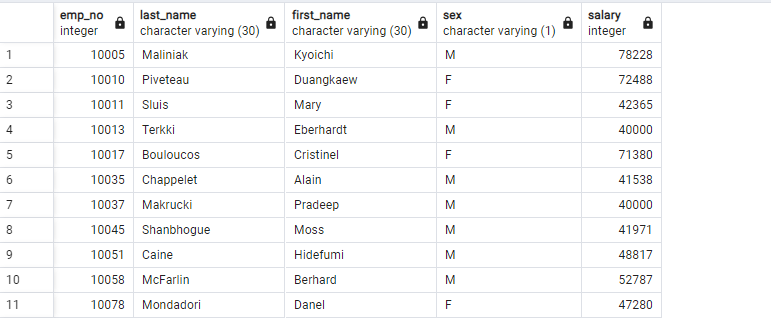 emp_no last_name first_name sex salary
integer character varying (30) character varying (30) character varying (1) integer
1 10005 Maliniak Kyoichi M 78228
2 10010 Piveteau Duangkaew F 72488
3 10011 Sluis Mary F 42365
4 10013 Terkki Eberhardt M 40000
5 10017 Bouloucos Cristinel F 71380
6 10035 Chappelet Alain M 41538
7 10037 Makrucki Pradeep M 40000
8 10045 Shanbhogue Moss M 41971
9 10051 Caine Hidefumi M 48817
10 10058 McFarlin Berhard M 52787
11 10078 Mondadori Danel F 47280